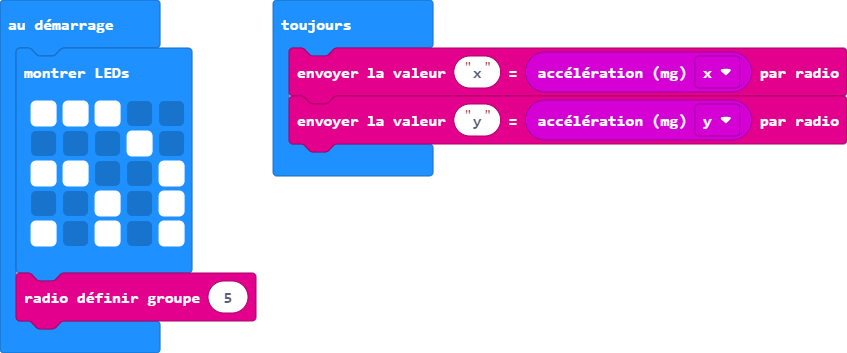 au démarrage
montrer LEDs
radio définir groupe 5
toujours
envoyer la valeur "x" = accélération (mg) x par radio
envoyer la valeur "y" = accélération (mg) y par radio